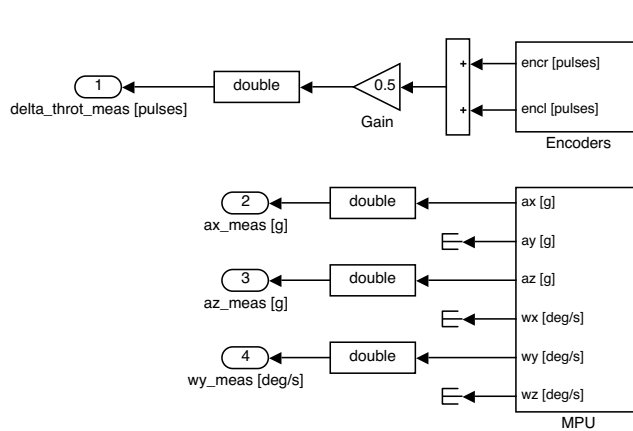 encr [pulses]
+
1
double
0.5
delta_throt_meas [pulses]
+
encl [pulses]
Gain
Encoders
2
double
ax [g]
ax_meas [g]
ay [g]
3
double
az [g]
az_meas [g]
wx [deg/s]
4
double
wy [deg/s]
wy_meas [deg/s]
wz [deg/s]
MPU